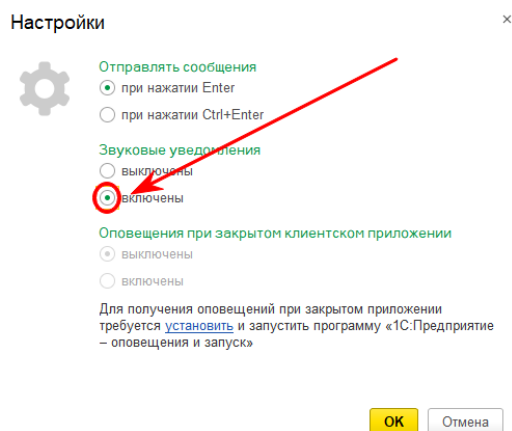 Настройки
Отправлять сообщения
при нажатии Enter
при нажатии Ctrl+Enter
Звуковые уведомления
выключены
включены
Оповещения при закрытом клиентском приложении
выключены
включены
Для получения оповещений при закрытом приложении
требуется установить и запустить программу «1С:Предприятие
– оповещения и запуск»
ОК Отмена